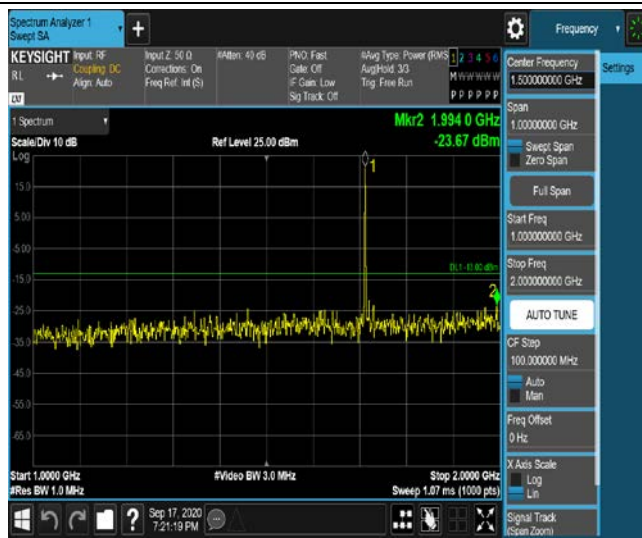 Spectrum Analyzer 1
Swept SA
+
Frequency
KEYSIGHT
RL
Input: RF
Coupling: DC
Align: Auto
Input Z: 50 Ω
Corrections: On
Freq Ref: Int (S)
#Atten: 40 dB
PNO: Fast
Gate: Off
IF Gain: Low
Sig Track: Off
#Avg Type: Power (RMS
Avg|Hold: 3/3
Trig: Free Run
1 2 3 4 5 6
M W W W W W
P P P P P P
LXI
1 Spectrum
Scale/Div 10 dB
Log
Ref Level 25.00 dBm
Mkr2 1.994 0 GHz
-23.67 dBm
1
15.0
5.00
-5.00
DL1 -13.00 dBm
-15.0
2
-25.0
-35.0
-45.0
-55.0
-65.0
Start 1.0000 GHz
#Res BW 1.0 MHz
#Video BW 3.0 MHz
Stop 2.0000 GHz
Sweep 1.07 ms (1000 pts)
?
Sep 17, 2020
7:21:19 PM
Settings
Center Frequency
1.500000000 GHz
Span
1.00000000 GHz
Swept Span
Zero Span
Full Span
Start Freq
1.000000000 GHz
Stop Freq
2.000000000 GHz
AUTO TUNE
CF Step
100.000000 MHz
Auto
Man
Freq Offset
0 Hz
X Axis Scale
Log
Lin
Signal Track
(Span Zoom)